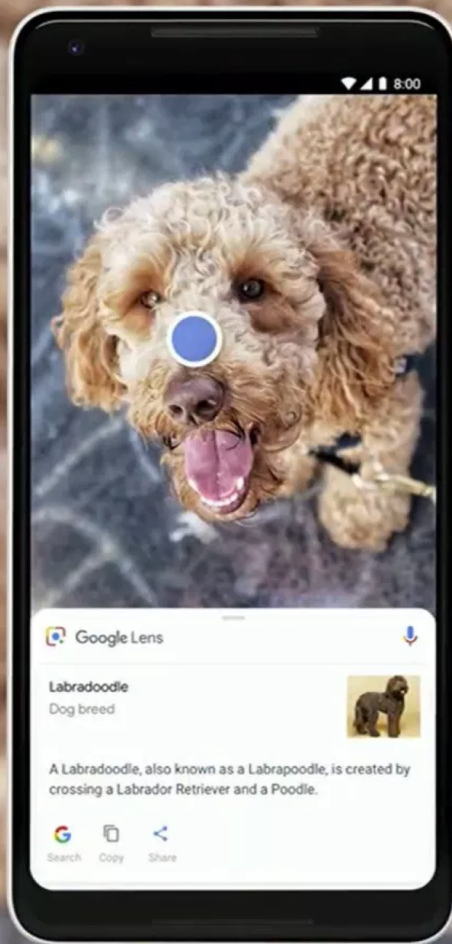 8:00
Google Lens
Labradoodle
Dog breed
A Labradoodle, also known as a Labrapoodle, is created by
crossing a Labrador Retriever and a Poodle.
Search Copy Share